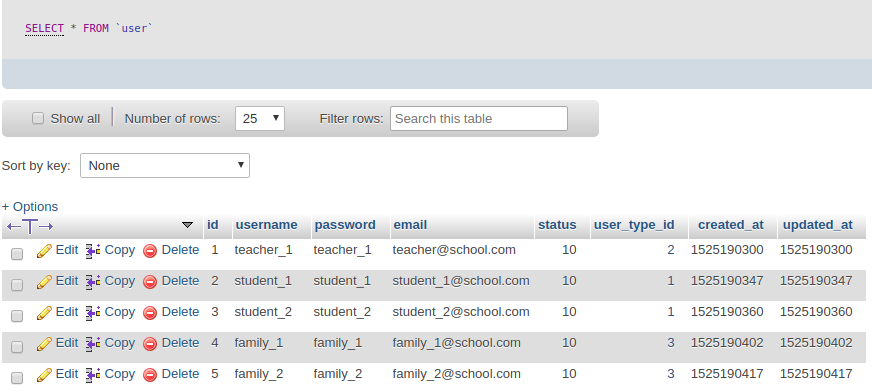 SELECT * FROM `user`
Show all Number of rows: 25 Filter rows: Search this table
Sort by key: None
+ Options
id username password email status user_type_id created_at updated_at
Edit Copy Delete 1 teacher_1 teacher_1 teacher@school.com 10 2 1525190300 1525190300
Edit Copy Delete 2 student_1 student_1 student_1@school.com 10 1 1525190347 1525190347
Edit Copy Delete 3 student_2 student_2 student_2@school.com 10 1 1525190360 1525190360
Edit Copy Delete 4 family_1 family_1 family_1@school.com 10 3 1525190402 1525190402
Edit Copy Delete 5 family_2 family_2 family_2@school.com 10 3 1525190417 1525190417